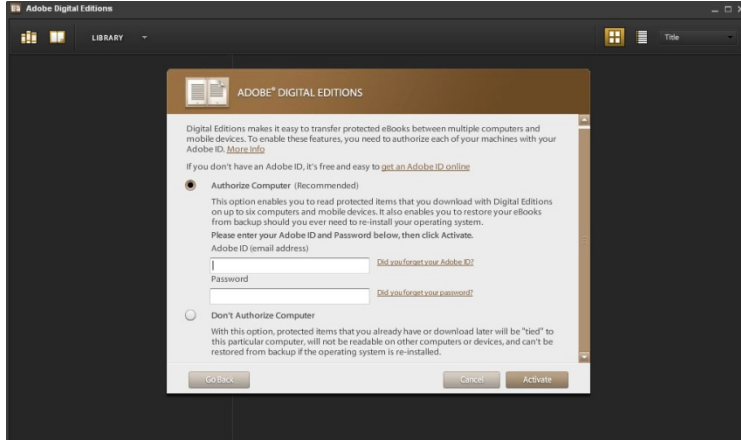 Adobe Digital Editions
LIBRARY
Title
ADOBE® DIGITAL EDITIONS
Digital Editions makes it easy to transfer protected eBooks between multiple computers and
mobile devices. To enable these features, you need to authorize each of your machines with your
Adobe ID. More Info
If you don't have an Adobe ID, it's free and easy to get an Adobe ID online
Authorize Computer (Recommended)
This option enables you to read protected items that you download with Digital Editions
on up to six computers and mobile devices. It also enables you to restore your eBooks
from backup should you ever need to re-install your operating system.
Please enter your Adobe ID and Password below, then click Activate.
Adobe ID (email address)
Did you forget your Adobe ID?
Password
Did you forget your password?
Don't Authorize Computer
With this option, protected items that you already have or download later will be "tied" to
this particular computer, will not be readable on other computers or devices, and can't be
restored from backup if the operating system is re-installed.
Go Back
Cancel
Activate